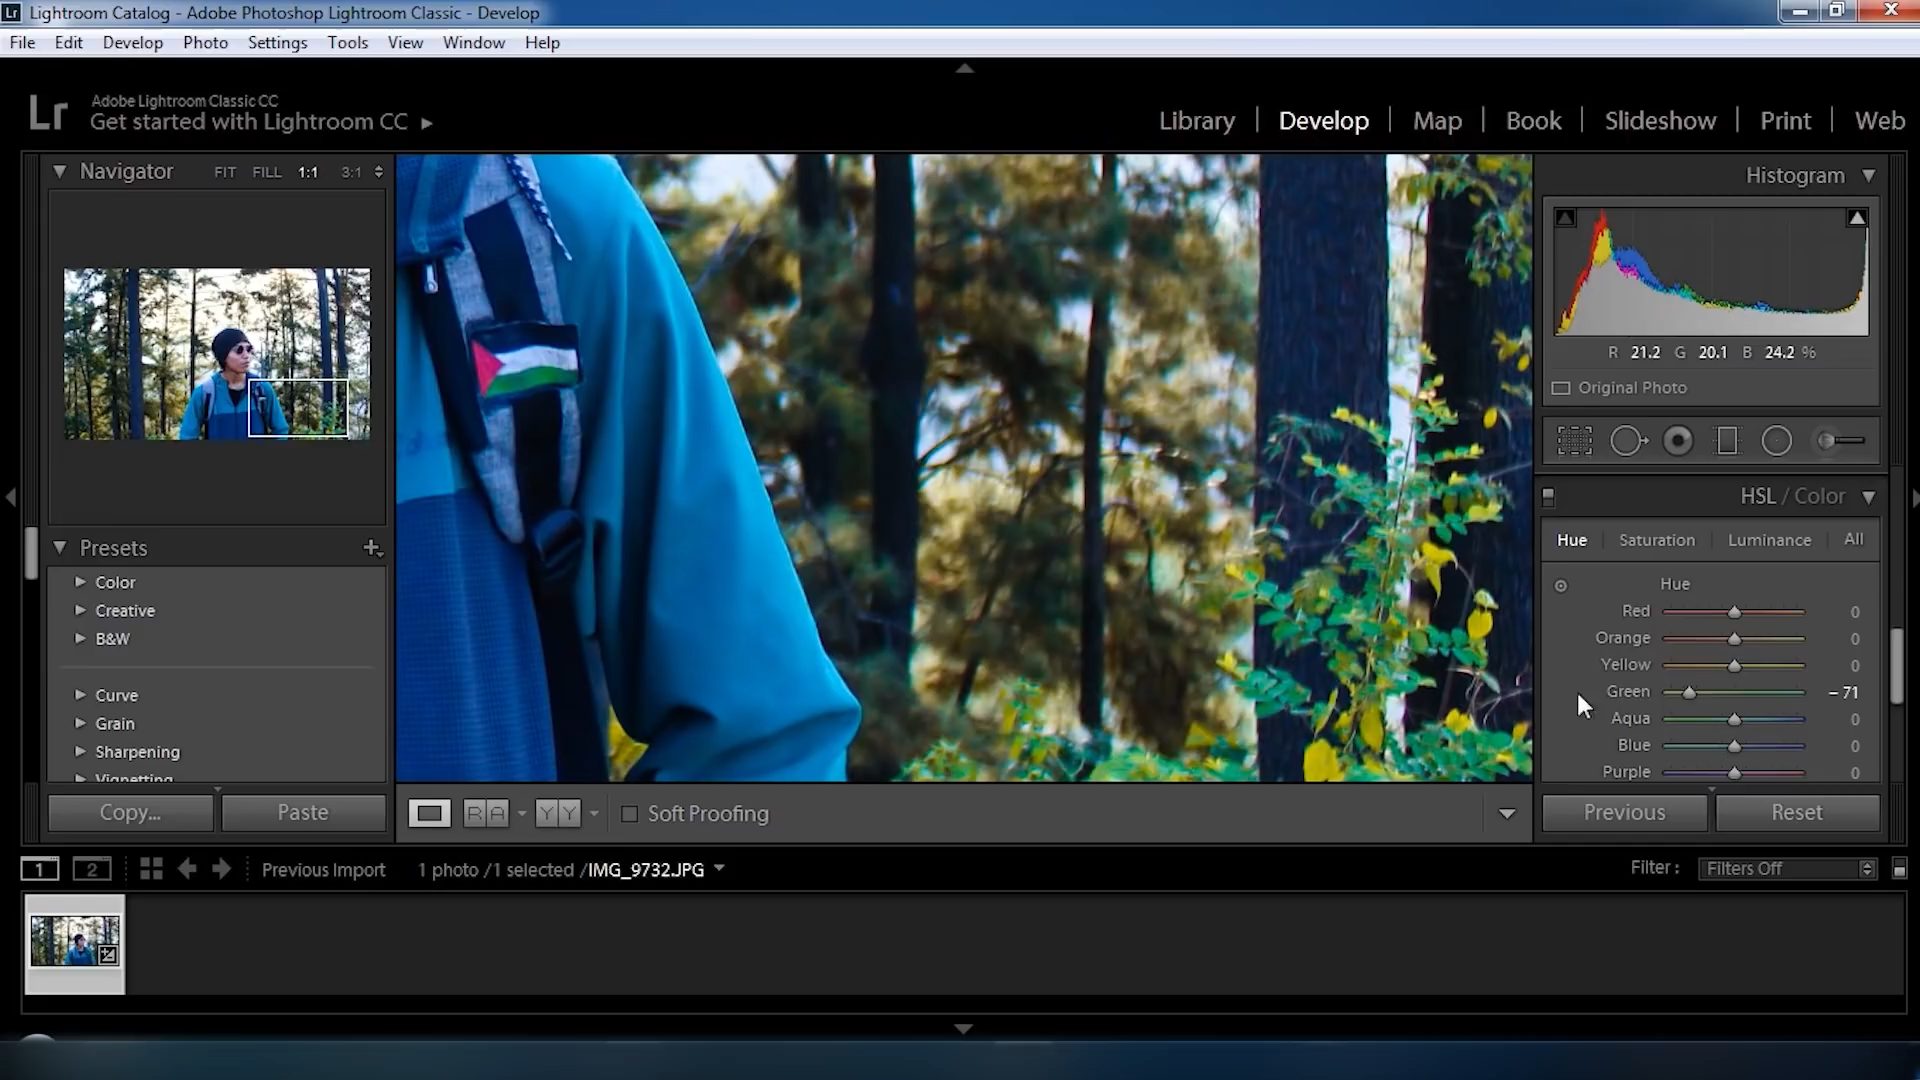 Lr Lightroom Catalog - Adobe Photoshop Lightroom Classic - Develop
File Edit Develop Photo Settings Tools View Window Help
Lr Adobe Lightroom Classic CC
Get started with Lightroom CC
Library | Develop | Map | Book | Slideshow | Print | Web
Navigator FIT FILL 1:1 3:1
Histogram
R 21.2 G 20.1 B 24.2 %
Original Photo
HSL / Color
Hue Saturation Luminance All
Hue
Red 0
Orange 0
Yellow 0
Green - 71
Aqua 0
Blue 0
Purple 0
Presets
Color
Creative
B&W
Curve
Grain
Sharpening
Vignetting
Copy... Paste
R A Y Y Soft Proofing
Previous Reset
1 2 Previous Import 1 photo /1 selected /IMG_9732.JPG
Filter : Filters Off